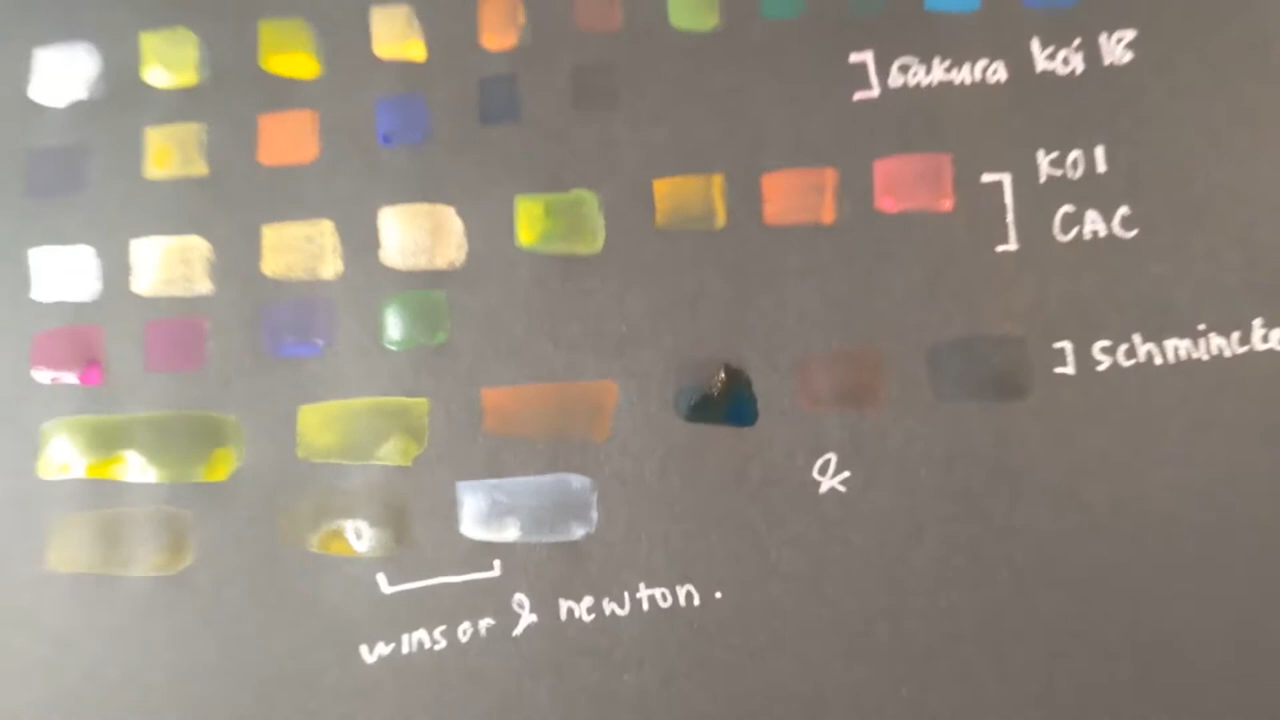 ] Sakura Koi 18
] KOI
CAC
] Schmincke
&
winsor & newton.